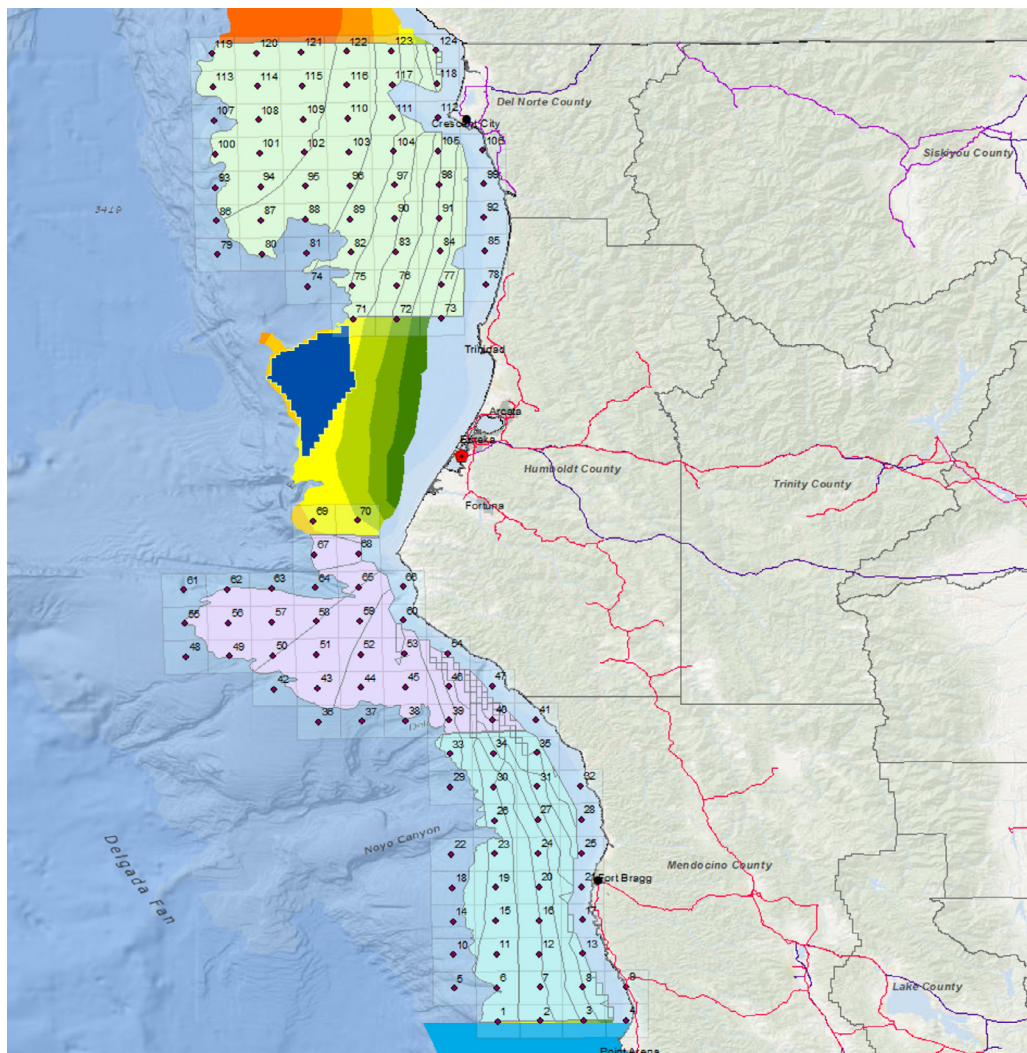 119 120 121 122 123 124
113 114 115 116 117 118
Del Norte County
107 108 109 110 111 112
Crescent City
100 101 102 103 104 105 106
Siskiyou County
93 94 95 96 97 98 99
3419
86 87 88 89 90 91 92
79 80 81 82 83 84 85
74 75 76 77 78
71 72 73
Trinidad
Arcata
Eureka
Humboldt County
Trinity County
Fortuna
69 70
67 68
61 62 63 64 65 66
55 56 57 58 59 60
48 49 50 51 52 53 54
42 43 44 45 46 47
36 37 38 39 40 41
33 34 35
29 30 31 32
26 27 28
Noyo Canyon
22 23 24 25
Delgada Fan
Mendocino County
18 19 20 21
Fort Bragg
14 15 16 17
10 11 12 13
5 6 7 8 9
Lake County
1 2 3 4
Point Arena